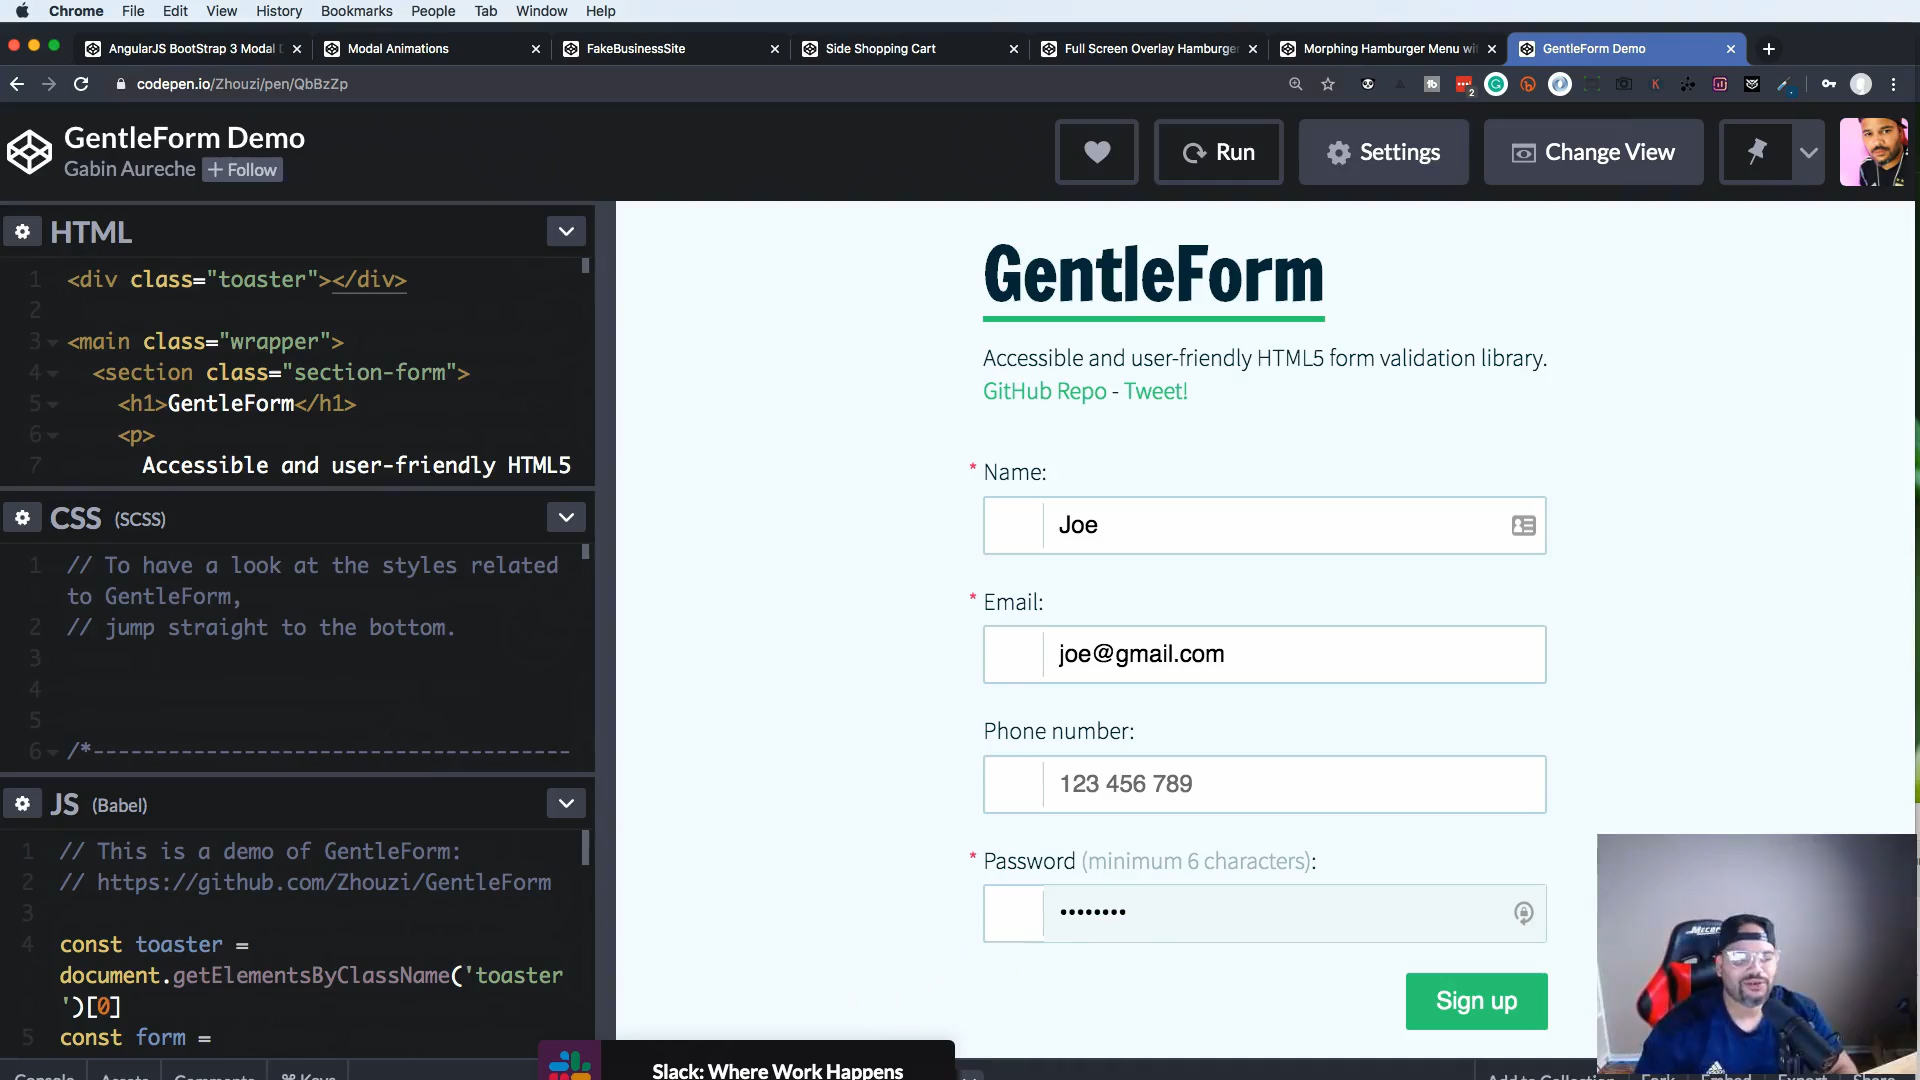 Chrome File Edit View History Bookmarks People Tab Window Help
AngularJS BootStrap 3 Modal
Modal Animations
FakeBusinessSite
Side Shopping Cart
Full Screen Overlay Hamburger
Morphing Hamburger Menu wi
GentleForm Demo
codepen.io/Zhouzi/pen/QbBzZp
GentleForm Demo
Gabin Aureche + Follow
Run
Settings
Change View
HTML
1 <div class="toaster"></div>
2
3 <main class="wrapper">
4 <section class="section-form">
5 <h1>GentleForm</h1>
6 <p>
7 Accessible and user-friendly HTML5
CSS (SCSS)
1 // To have a look at the styles related
to GentleForm,
2 // jump straight to the bottom.
3
4
5
6 /*--------------------------------------
JS (Babel)
1 // This is a demo of GentleForm:
2 // https://github.com/Zhouzi/GentleForm
3
4 const toaster =
document.getElementsByClassName('toaster
')[0]
5 const form =
GentleForm
Accessible and user-friendly HTML5 form validation library.
GitHub Repo - Tweet!
* Name:
Joe
* Email:
joe@gmail.com
Phone number:
123 456 789
* Password (minimum 6 characters):
••••••••
Sign up
Slack: Where Work Happens